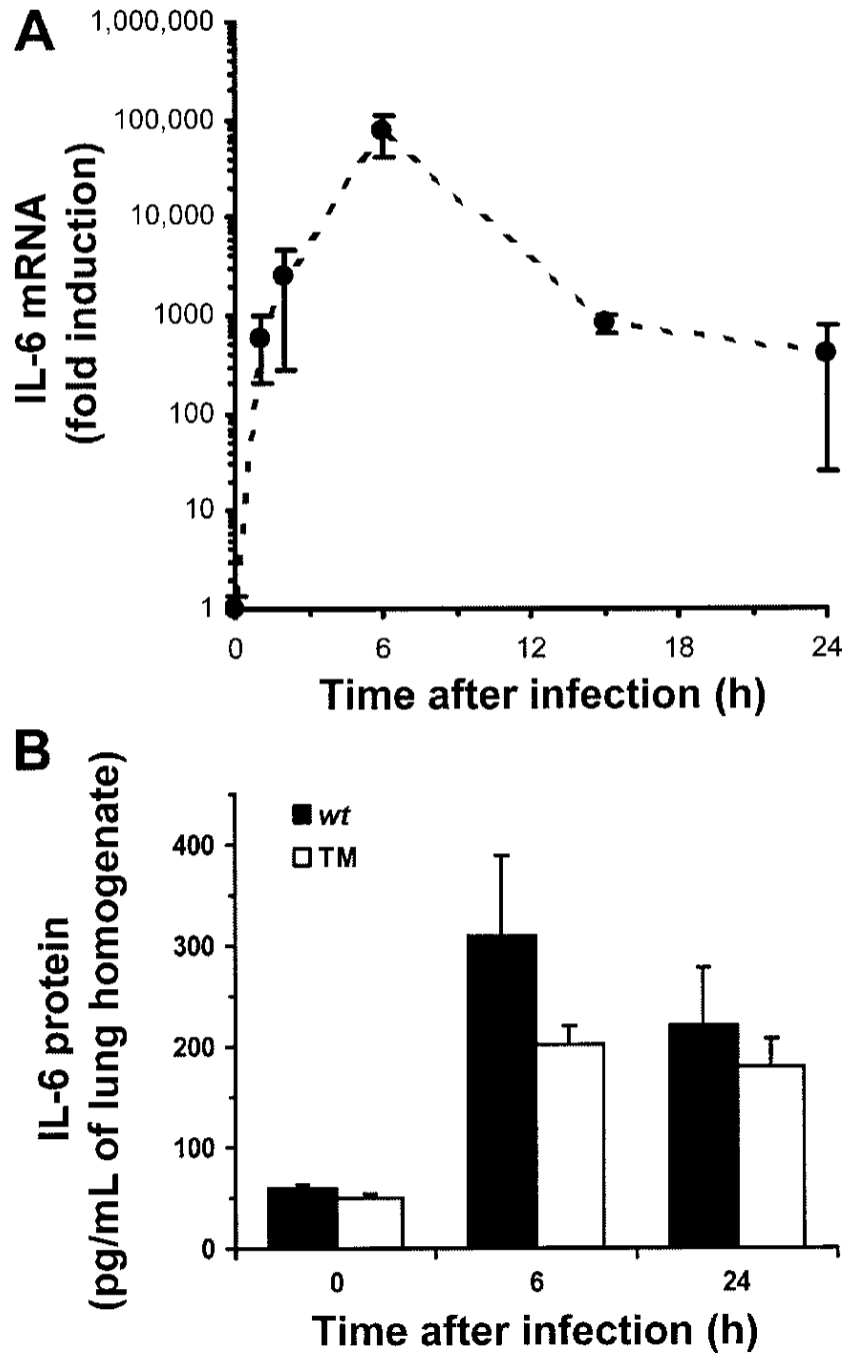 A
IL-6 mRNA
(fold induction)
1,000,000
100,000
10,000
1000
100
10
1
0 6 12 18 24
Time after infection (h)
B
IL-6 protein
(pg/mL of lung homogenate)
wt
TM
400
300
200
100
0
0 6 24
Time after infection (h)